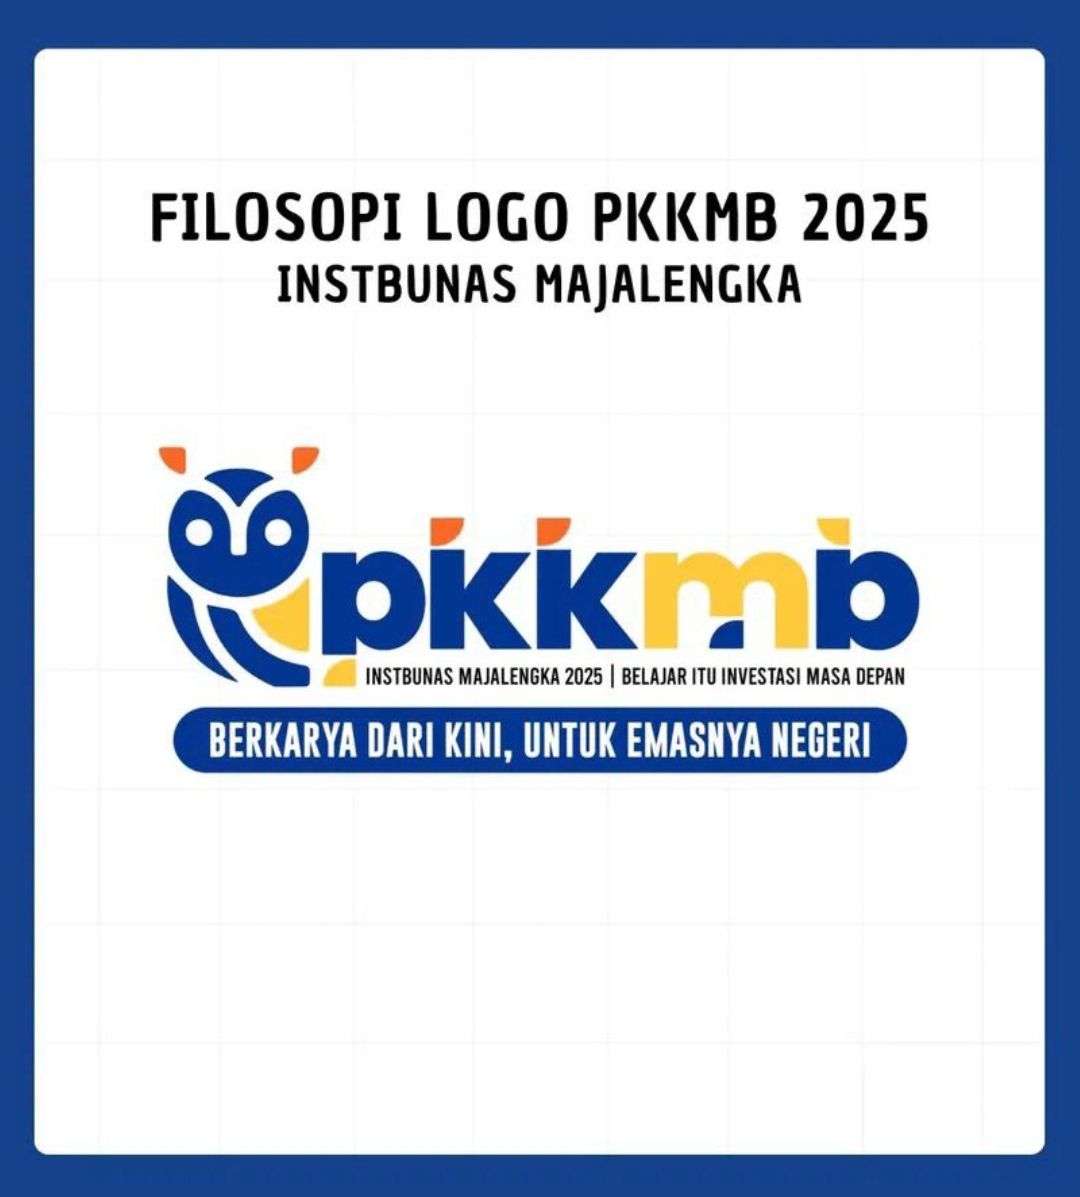 FILOSOPI LOGO PKKMB 2025
INSTBUNAS MAJALENGKA
pkkmb
INSTBUNAS MAJALENGKA 2025 | BELAJAR ITU INVESTASI MASA DEPAN
BERKARYA DARI KINI, UNTUK EMASNYA NEGERI